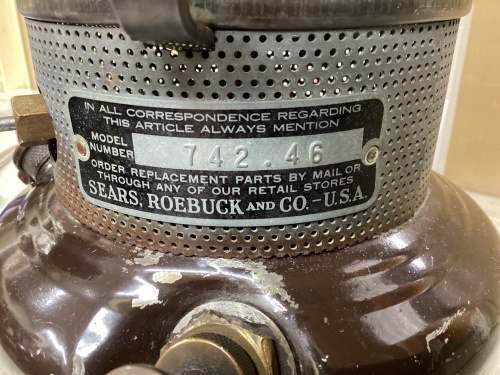 IN ALL CORRESPONDENCE REGARDING
THIS ARTICLE ALWAYS MENTION
MODEL
NUMBER 742.46
ORDER REPLACEMENT PARTS BY MAIL OR
THROUGH ANY OF OUR RETAIL STORES
SEARS, ROEBUCK AND CO. - U.S.A.